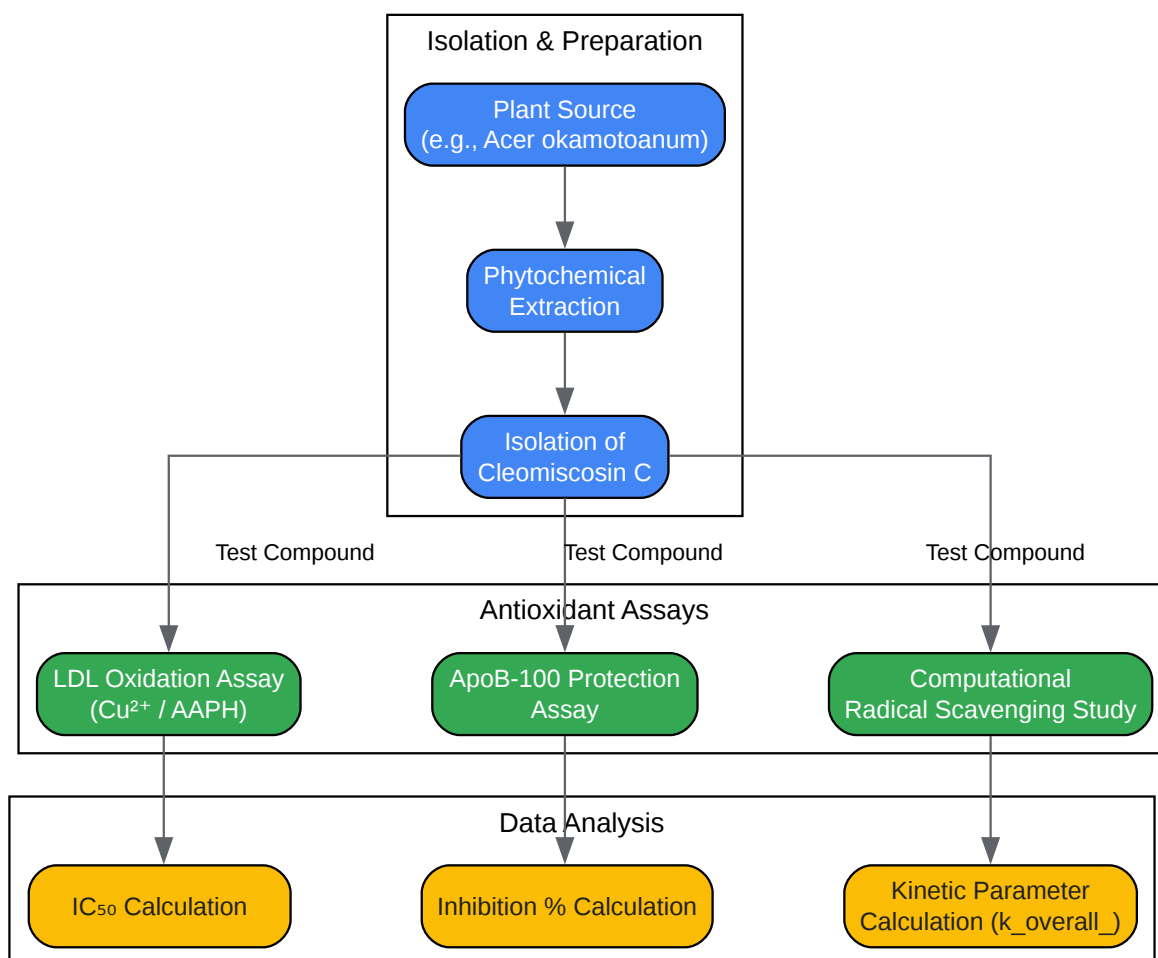 Isolation & Preparation
Plant Source
(e.g., Acer okamotoanum)
Phytochemical
Extraction
Isolation of
Cleomiscosin C
Test Compound
Test Compound
Test Compound
Antioxidant Assays
LDL Oxidation Assay
(Cu²⁺ / AAPH)
ApoB-100 Protection
Assay
Computational
Radical Scavenging Study
Data Analysis
IC₅₀ Calculation
Inhibition % Calculation
Kinetic Parameter
Calculation (k_overall_)